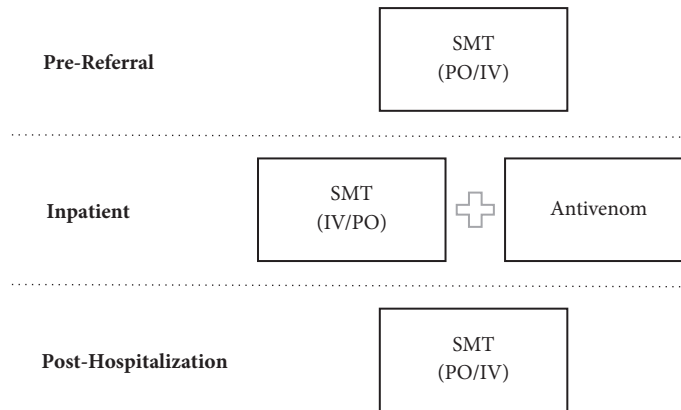 Pre-Referral
SMT
(PO/IV)
Inpatient
SMT
(IV/PO)
Antivenom
Post-Hospitalization
SMT
(PO/IV)